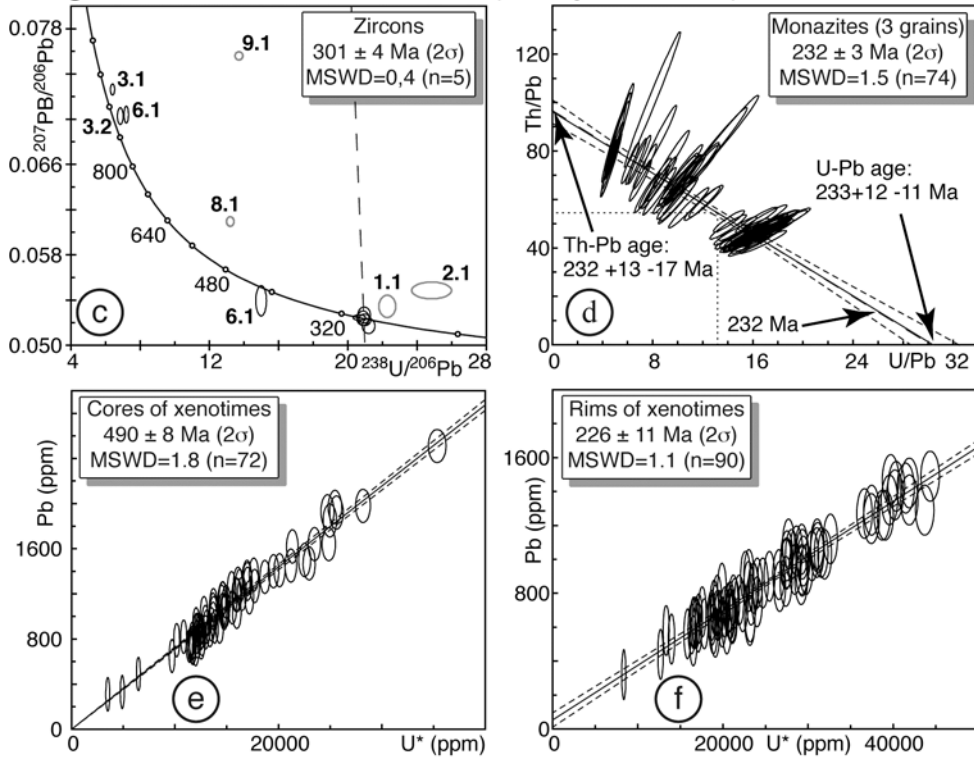 Zircons
301 ± 4 Ma (2σ)
MSWD=0,4 (n=5)
0.078
0.066
0.058
0.050
207PB/206Pb
9.1
3.1
6.1
3.2
800
8.1
640
480
6.1
1.1
2.1
320
c
4
12
20
238U/206Pb
28
Monazites (3 grains)
232 ± 3 Ma (2σ)
MSWD=1.5 (n=74)
120
80
40
0
Th/Pb
U-Pb age:
233+12 -11 Ma
Th-Pb age:
232 +13 -17 Ma
232 Ma
d
0
8
16
24
U/Pb
32
Cores of xenotimes
490 ± 8 Ma (2σ)
MSWD=1.8 (n=72)
Pb (ppm)
1600
800
0
e
0
20000
U* (ppm)
Rims of xenotimes
226 ± 11 Ma (2σ)
MSWD=1.1 (n=90)
Pb (ppm)
1600
800
0
f
20000
U* (ppm)
40000